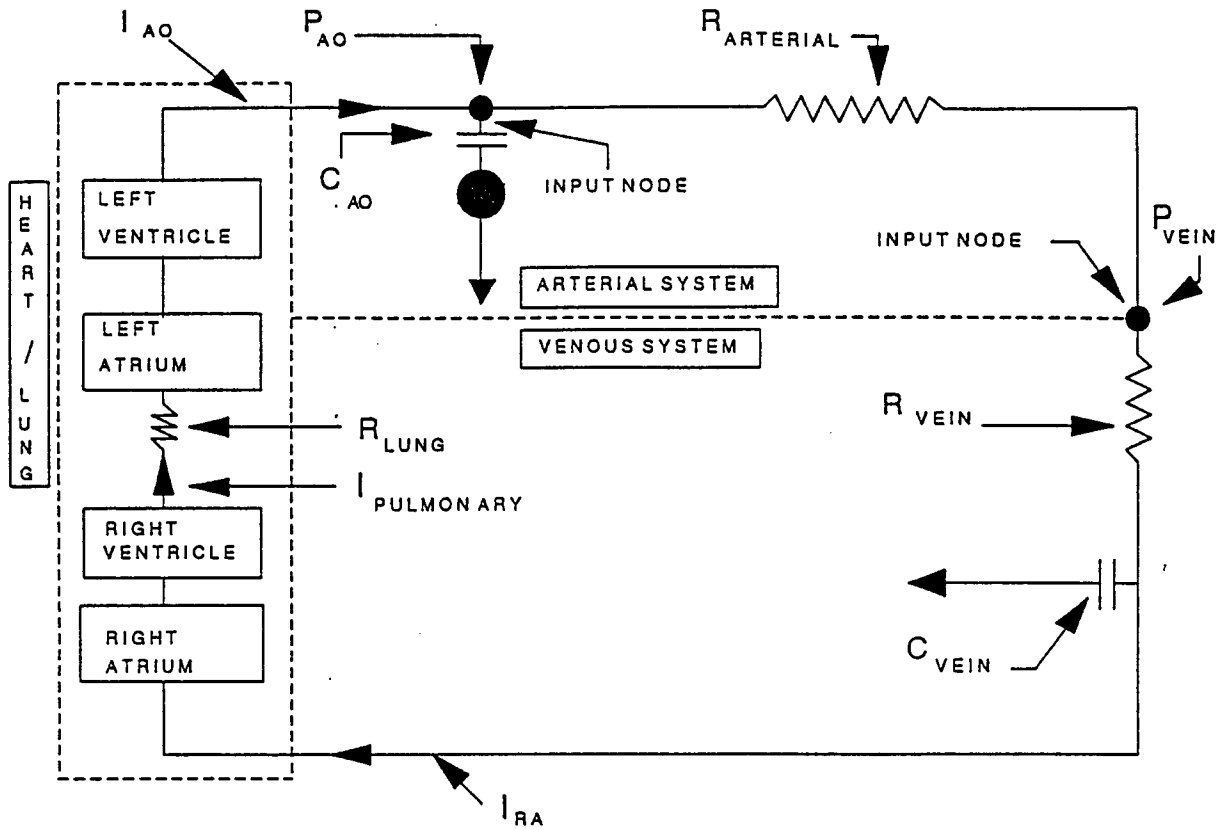 I AO
P AO
R ARTERIAL
C AO
INPUT NODE
HEART / LUNG
LEFT
VENTRICLE
INPUT NODE
P VEIN
ARTERIAL SYSTEM
VENOUS SYSTEM
LEFT
ATRIUM
R LUNG
R VEIN
I PULMONARY
RIGHT
VENTRICLE
RIGHT
ATRIUM
C VEIN
I RA